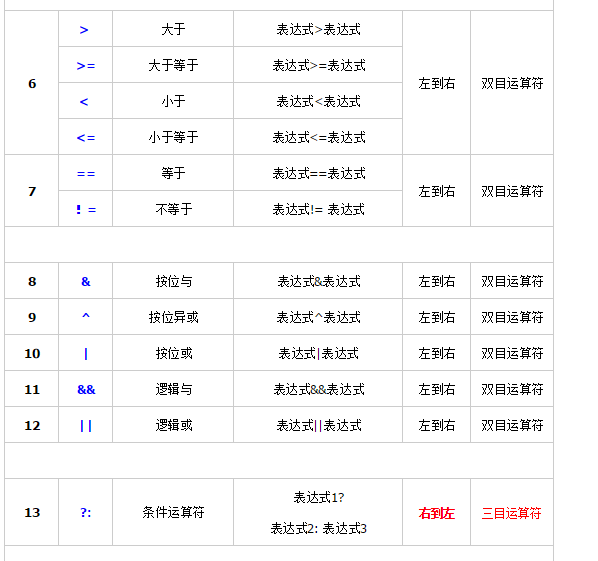 > 大于 表达式>表达式
>= 大于等于 表达式>=表达式
6 左到右 双目运算符
< 小于 表达式<表达式
<= 小于等于 表达式<=表达式
== 等于 表达式==表达式
7 左到右 双目运算符
! = 不等于 表达式!= 表达式
8 & 按位与 表达式&表达式 左到右 双目运算符
9 ^ 按位异或 表达式^表达式 左到右 双目运算符
10 | 按位或 表达式|表达式 左到右 双目运算符
11 && 逻辑与 表达式&&表达式 左到右 双目运算符
12 || 逻辑或 表达式||表达式 左到右 双目运算符
表达式1?
13 ?: 条件运算符 右到左 三目运算符
表达式2: 表达式3